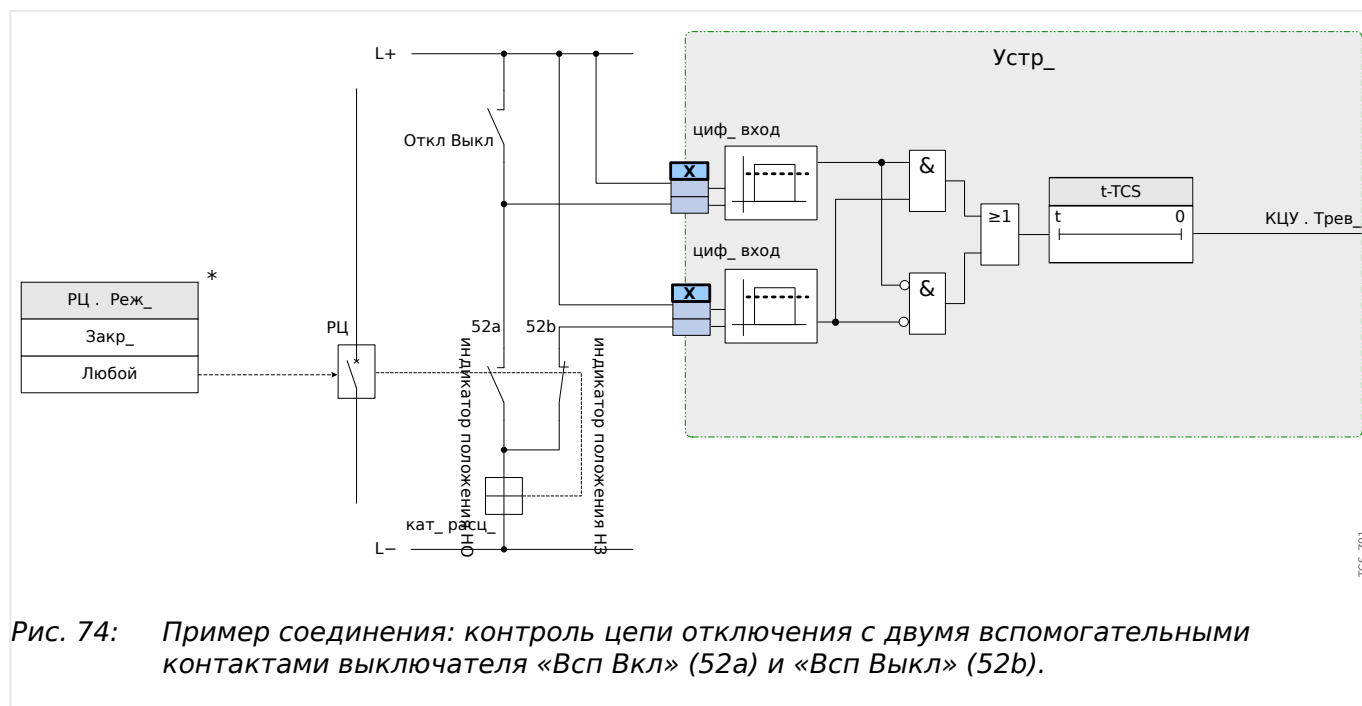 L+
Устр_
циф_ вход
Откл Выкл
X
&
t-TCS
≥1
t 0
КЦУ . Трев_
циф_ вход
*
X
&
РЦ . Реж_
Закр_
Любой
РЦ
52a
52b
индикатор положения НО
индикатор положения НЗ
кат_ расц_
L−
Рис. 74: Пример соединения: контроль цепи отключения с двумя вспомогательными
контактами выключателя «Всп Вкл» (52a) и «Всп Выкл» (52b).